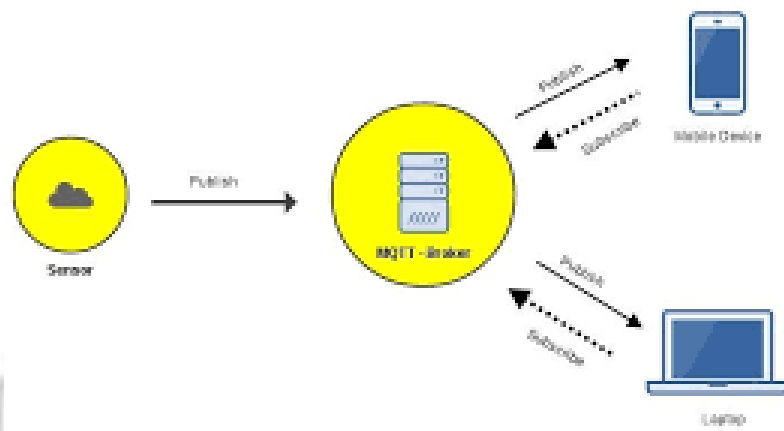 Publish
Subscribe
Mobile Device
Publish
Sensor
MQTT - Broker
Publish
Subscribe
Laptop